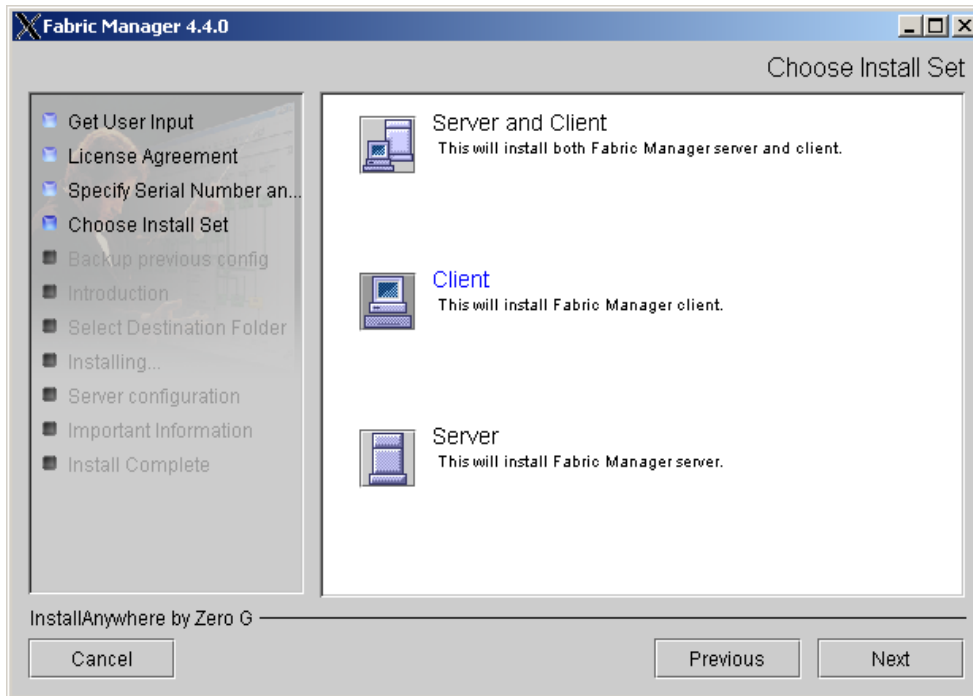 Fabric Manager 4.4.0
Choose Install Set
Get User Input
License Agreement
Specify Serial Number an...
Choose Install Set
Backup previous config
Introduction
Select Destination Folder
Installing...
Server configuration
Important Information
Install Complete
Server and Client
This will install both Fabric Manager server and client.
Client
This will install Fabric Manager client.
Server
This will install Fabric Manager server.
InstallAnywhere by Zero G
Cancel
Previous
Next